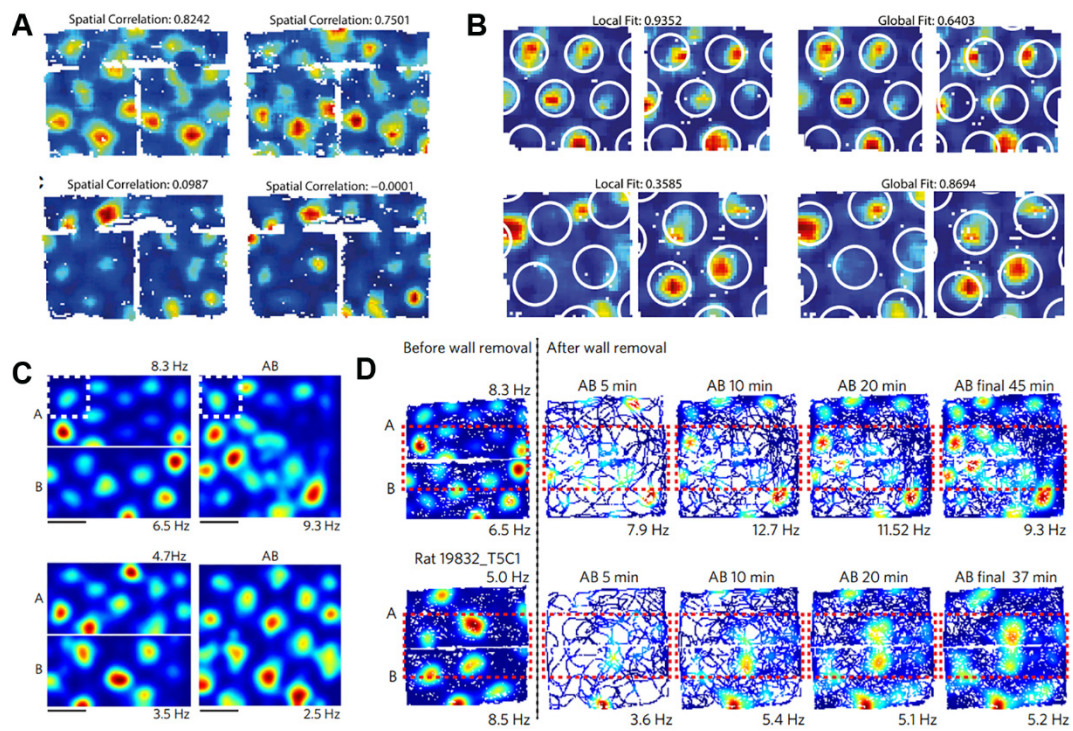 A
Spatial Correlation: 0.8242
Spatial Correlation: 0.7501
Spatial Correlation: 0.0987
Spatial Correlation: −0.0001
B
Local Fit: 0.9352
Global Fit: 0.6403
Local Fit: 0.3585
Global Fit: 0.8694
C
8.3 Hz
AB
A
B
6.5 Hz
9.3 Hz
4.7Hz
AB
A
B
3.5 Hz
2.5 Hz
D
Before wall removal
After wall removal
8.3 Hz
AB 5 min
AB 10 min
AB 20 min
AB final 45 min
A
B
6.5 Hz
7.9 Hz
12.7 Hz
11.52 Hz
9.3 Hz
Rat 19832_T5C1
5.0 Hz
AB 5 min
AB 10 min
AB 20 min
AB final 37 min
A
B
8.5 Hz
3.6 Hz
5.4 Hz
5.1 Hz
5.2 Hz